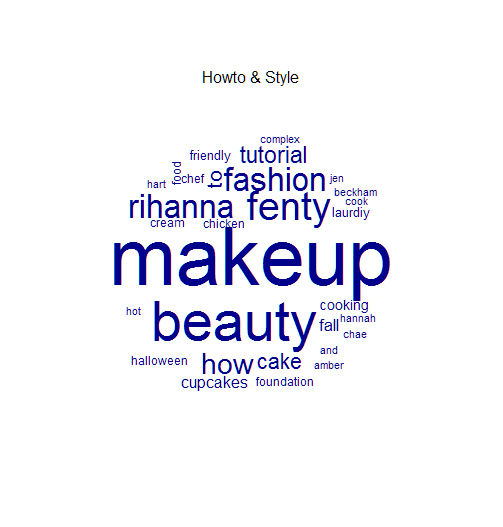 Howto & Style
complex
friendly tutorial
food
hart chef to fashion jen
beckham
rihanna fenty cook
laurdiy
cream chicken
makeup
hot beauty cooking
fall hannah
chae
and
halloween how cake amber
cupcakes foundation